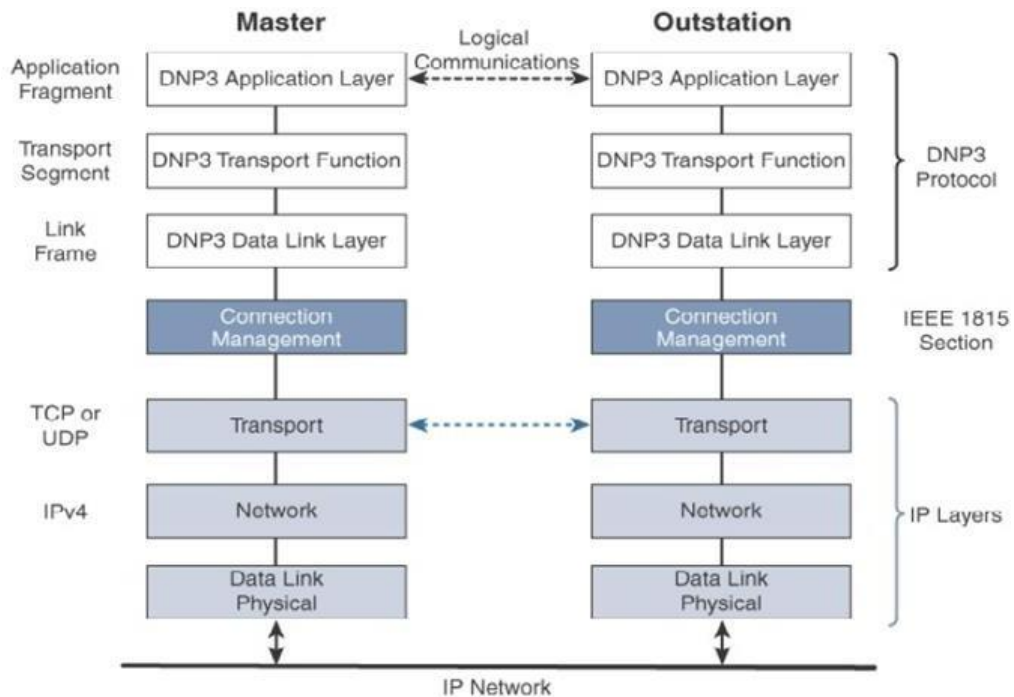 Master
Outstation
Logical
Communications
Application
Fragment
DNP3 Application Layer
DNP3 Application Layer
Transport
Segment
DNP3 Transport Function
DNP3 Transport Function
DNP3
Protocol
Link
Frame
DNP3 Data Link Layer
DNP3 Data Link Layer
Connection
Management
Connection
Management
IEEE 1815
Section
TCP or
UDP
Transport
Transport
IPv4
Network
Network
IP Layers
Data Link
Physical
Data Link
Physical
IP Network